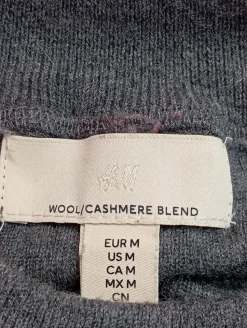 H&M
WOOL/CASHMERE BLEND
EUR M
US M
CA M
MX M
CN